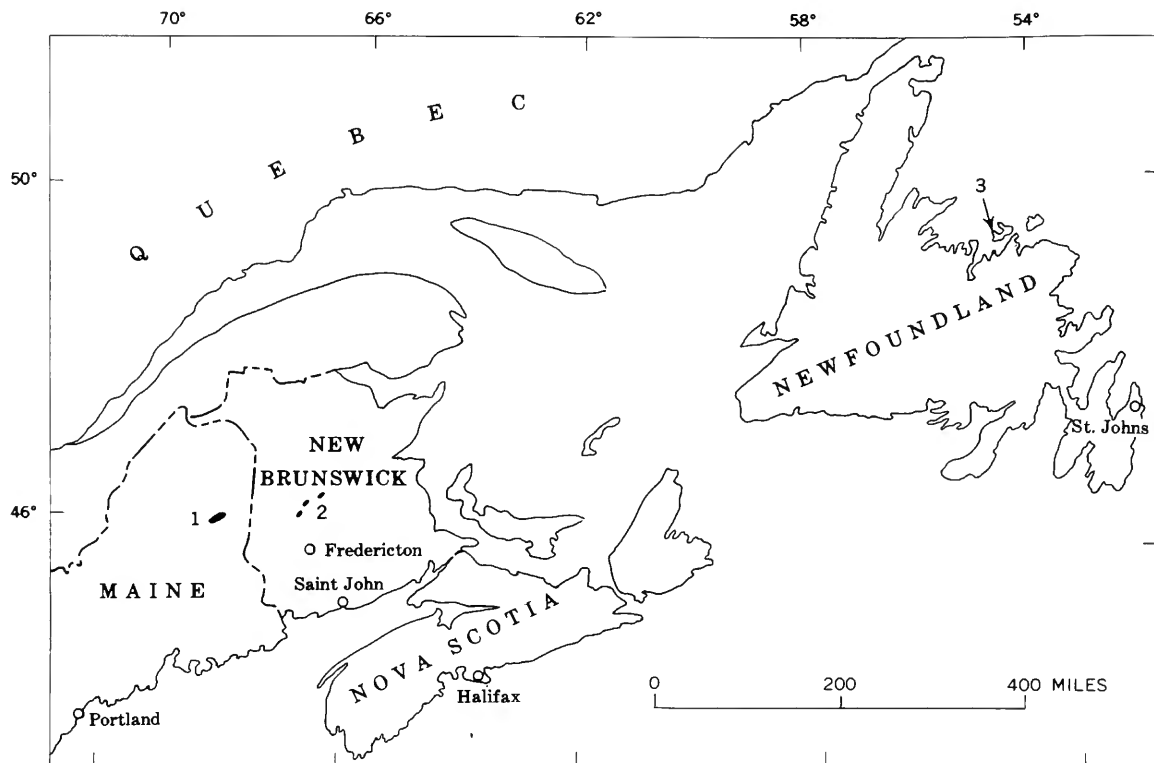 70° 66° 62° 58° 54°
QUEBEC
50°
3
NEWFOUNDLAND
St. Johns
NEW
BRUNSWICK
46°
1
2
Fredericton
MAINE
Saint John
NOVA SCOTIA
Halifax
Portland
0 200 400 MILES